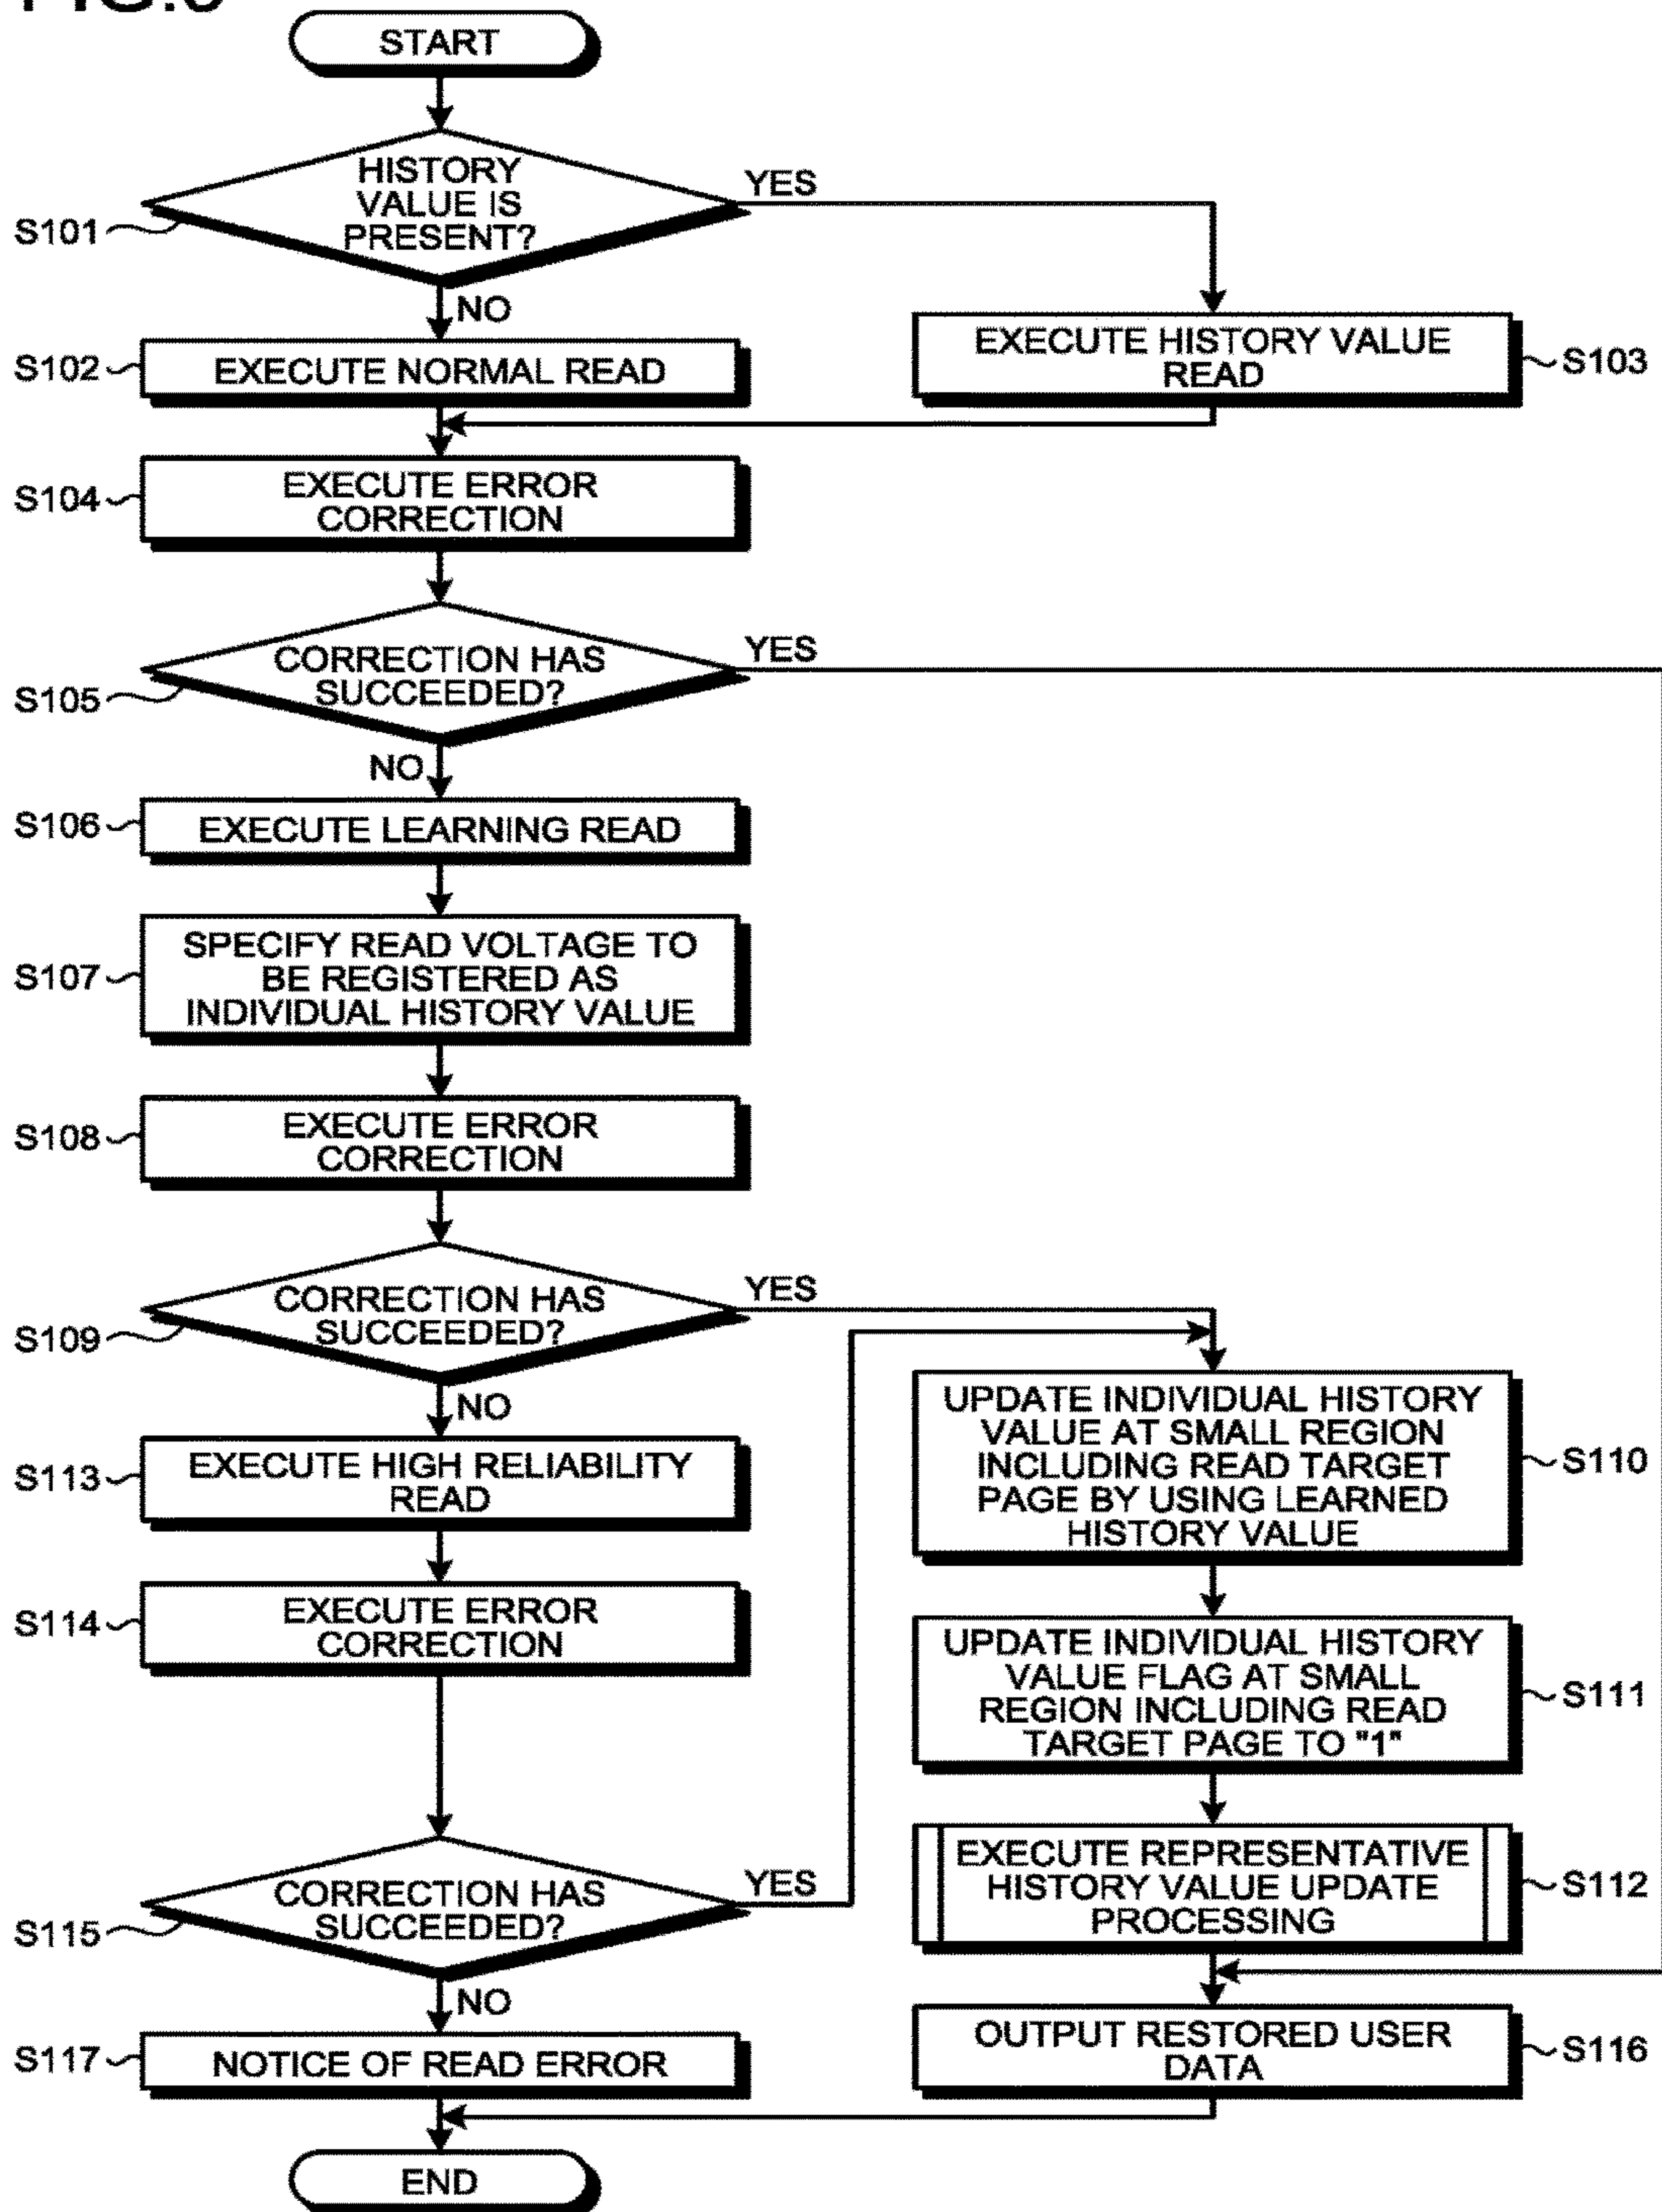 START
HISTORY
VALUE IS
PRESENT?
YES
S101
NO
EXECUTE HISTORY VALUE
READ
S103
S102
EXECUTE NORMAL READ
S104
EXECUTE ERROR
CORRECTION
CORRECTION HAS
SUCCEEDED?
YES
S105
NO
S106
EXECUTE LEARNING READ
S107
SPECIFY READ VOLTAGE TO
BE REGISTERED AS
INDIVIDUAL HISTORY VALUE
S108
EXECUTE ERROR
CORRECTION
CORRECTION HAS
SUCCEEDED?
YES
S109
NO
UPDATE INDIVIDUAL HISTORY
VALUE AT SMALL REGION
INCLUDING READ TARGET
PAGE BY USING LEARNED
HISTORY VALUE
S110
S113
EXECUTE HIGH RELIABILITY
READ
S114
EXECUTE ERROR
CORRECTION
UPDATE INDIVIDUAL HISTORY
VALUE FLAG AT SMALL
REGION INCLUDING READ
TARGET PAGE TO "1"
S111
EXECUTE REPRESENTATIVE
HISTORY VALUE UPDATE
PROCESSING
S112
CORRECTION HAS
SUCCEEDED?
YES
S115
NO
OUTPUT RESTORED USER
DATA
S116
S117
NOTICE OF READ ERROR
END